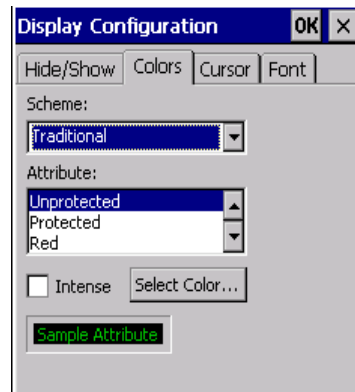 Display Configuration OK ×
Hide/Show Colors Cursor Font
Scheme:
Traditional
Attribute:
Unprotected
Protected
Red
Intense Select Color...
Sample Attribute